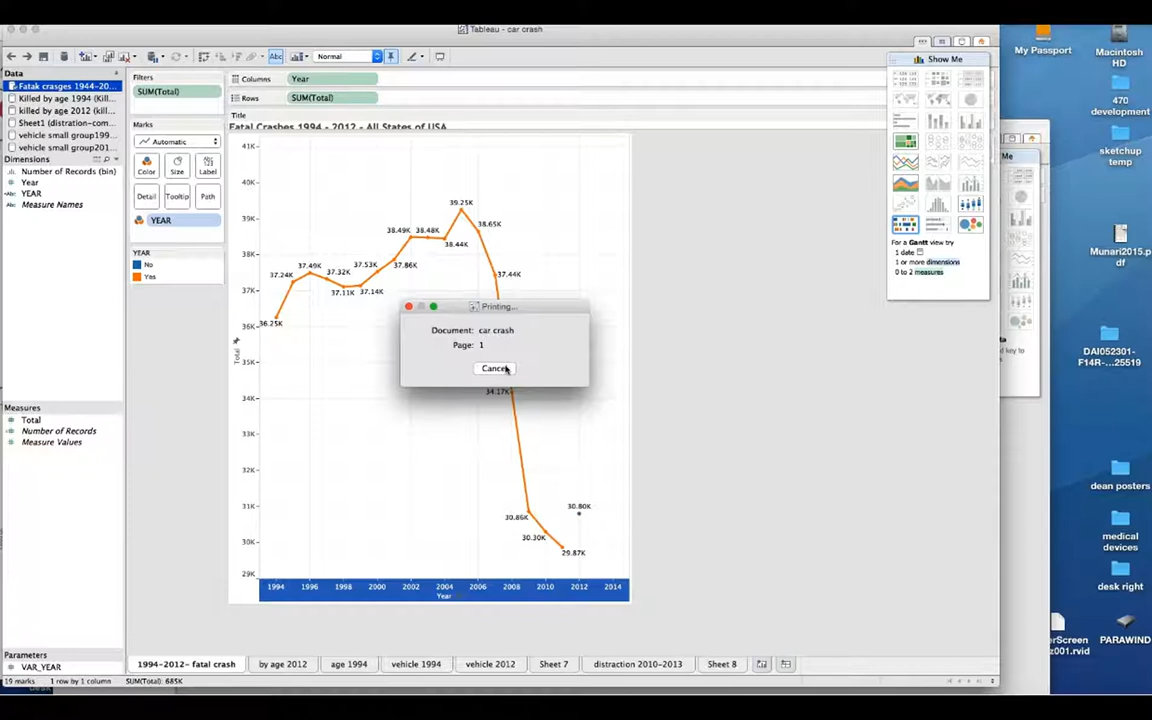 Tableau - car crash
Normal
Show Me
Data
Fatak crasges 1944-20...
Killed by age 1994 (Kill...
killed by age 2012 (kill...
Sheet1 (distration-com...
vehicle small group199...
vehicle small group201...
Dimensions
Number of Records (bin)
Year
YEAR
Measure Names
Measures
Total
Number of Records
Measure Values
Parameters
VAR_YEAR
Filters
SUM(Total)
Marks
Automatic
Color
Size
Label
Detail
Tooltip
Path
YEAR
YEAR
No
Yes
Columns
Year
Rows
SUM(Total)
Title
Fatal Crashes 1994 - 2012 - All States of USA
41K
40K
39K
38K
37K
36K
35K
34K
33K
32K
31K
30K
29K
Total
36.25K
37.24K
37.49K
37.32K
37.11K
37.14K
37.53K
37.86K
38.49K
38.48K
38.44K
39.25K
38.65K
37.44K
34.17K
30.86K
30.30K
29.87K
30.80K
1994 1996 1998 2000 2002 2004 2006 2008 2010 2012 2014
Year
Printing...
Document: car crash
Page: 1
Cancel
For a Gantt view try
1 date
1 or more dimensions
0 to 2 measures
Me
key to
1994-2012- fatal crash
by age 2012
age 1994
vehicle 1994
vehicle 2012
Sheet 7
distraction 2010-2013
Sheet 8
19 marks 1 row by 1 column SUM(Total): 685K
My Passport
Macintosh
HD
470
development
sketchup
temp
Munari2015.p
df
DAI052301-
F14R-...25519
dean posters
medical
devices
desk right
erScreen
z001.rvid
PARAWIND